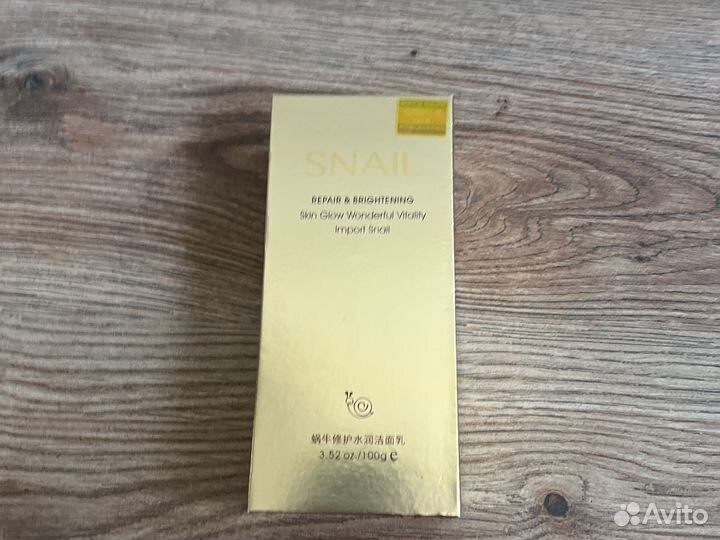 SNAIL
REPAIR & BRIGHTENING
Skin Glow Wonderful Vitality
Import Snail
蜗牛修护水润洁面乳
3.52 oz./100g e
Avito